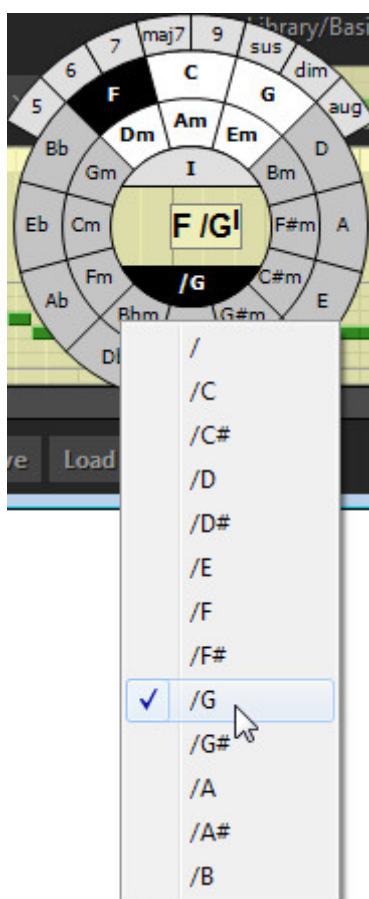 Library/Basi
5 6 7 maj7 9 sus dim aug
F C G
Dm Am Em
Bb D
Gm I Bm
Eb Cm F /G F#m A
Fm /G C#m
Ab E
G#m
ve Load
/
/C
/C#
/D
/D#
/E
/F
/F#
/G
/G#
/A
/A#
/B